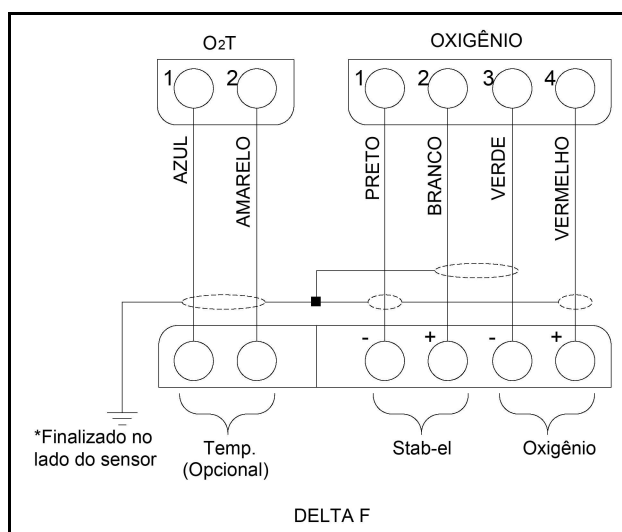 O2T
OXIGÊNIO
1
2
1
2
3
4
AZUL
AMARELO
PRETO
BRANCO
VERDE
VERMELHO
-
+
-
+
*Finalizado no
lado do sensor
Temp.
(Opcional)
Stab-el
Oxigênio
DELTA F